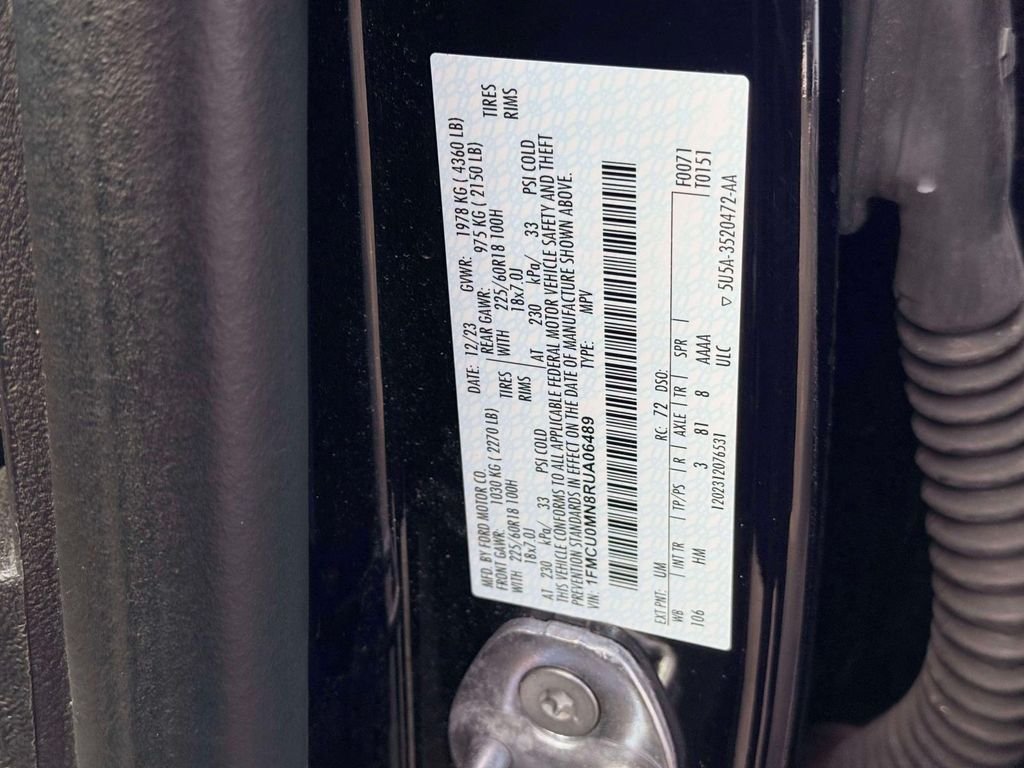 MFD. BY FORD MOTOR CO. DATE: 12/23 GVWR: 1978 KG ( 4360 LB)
FRONT GAWR: 1030 KG ( 2270 LB) REAR GAWR: 975 KG ( 2150 LB)
WITH 225/60R18 100H TIRES WITH 225/60R18 100H TIRES
18x7.0J RIMS 18x7.0J RIMS
AT 230 kPa/ 33 PSI COLD AT 230 kPa/ 33 PSI COLD
THIS VEHICLE CONFORMS TO ALL APPLICABLE FEDERAL MOTOR VEHICLE SAFETY AND THEFT
PREVENTION STANDARDS IN EFFECT ON THE DATE OF MANUFACTURE SHOWN ABOVE.
VIN: 1FMCU0MN8RUA06489 TYPE: MPV
EXT PNT: UM RC: 72 DSO: F0071
WB | INT TR | TP/PS | R | AXLE | TR | SPR | T0151
106 HM 3 81 8 AAAA
1202312076531 ULC ▽ 5U5A-3520472-AA